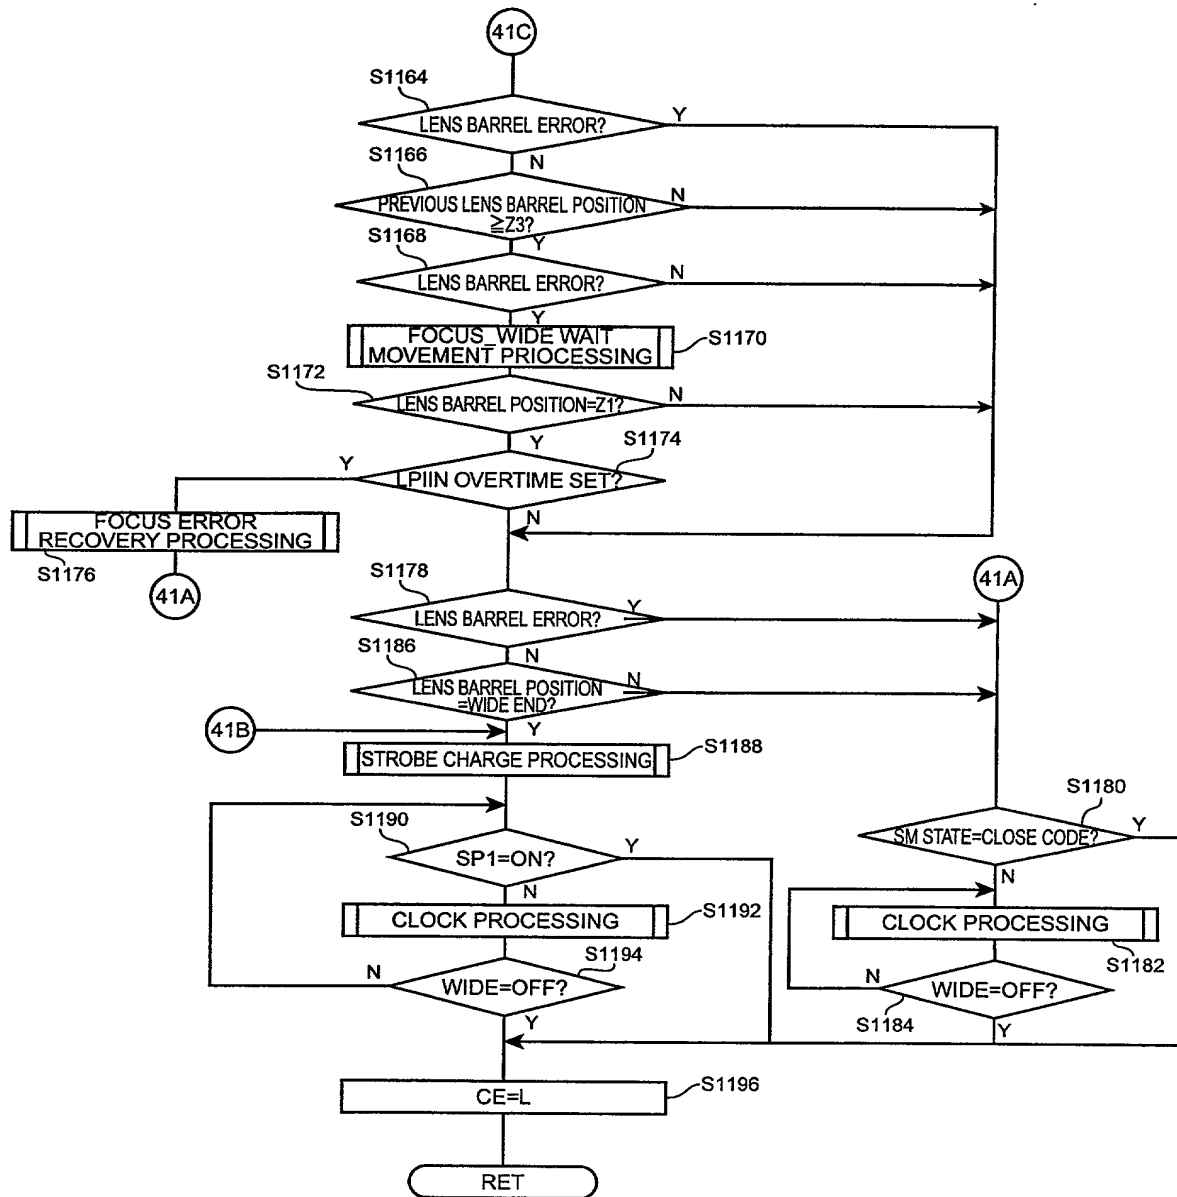 41C
S1164
LENS BARREL ERROR?
Y
N
S1166
PREVIOUS LENS BARREL POSITION
≧Z3?
N
Y
S1168
LENS BARREL ERROR?
N
Y
FOCUS_WIDE WAIT
MOVEMENT PRIOCESSING
S1170
S1172
LENS BARREL POSITION=Z1?
N
Y
S1174
LPIIN OVERTIME SET?
Y
N
FOCUS ERROR
RECOVERY PROCESSING
S1176
41A
S1178
LENS BARREL ERROR?
Y
N
41A
S1186
LENS BARREL POSITION
=WIDE END?
N
Y
41B
STROBE CHARGE PROCESSING
S1188
S1190
SP1=ON?
Y
N
CLOCK PROCESSING
S1192
S1194
WIDE=OFF?
N
Y
S1180
SM STATE=CLOSE CODE?
Y
N
CLOCK PROCESSING
S1182
WIDE=OFF?
N
S1184
Y
CE=L
S1196
RET